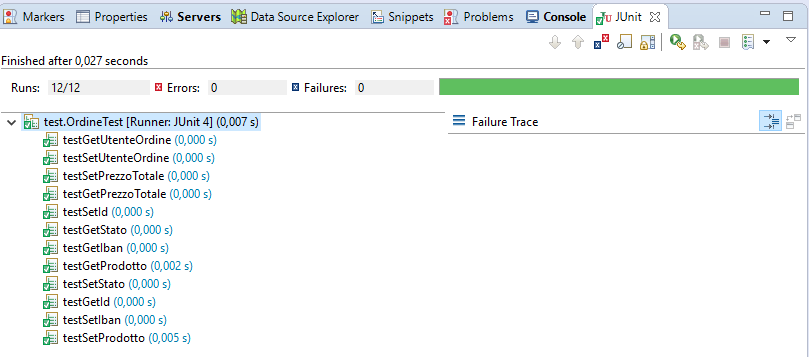 Markers Properties Servers Data Source Explorer Snippets Problems Console JUnit
Finished after 0,027 seconds
Runs: 12/12 Errors: 0 Failures: 0
test.OrdineTest [Runner: JUnit 4] (0,007 s)
Failure Trace
testGetUtenteOrdine (0,000 s)
testSetUtenteOrdine (0,000 s)
testSetPrezzoTotale (0,000 s)
testGetPrezzoTotale (0,000 s)
testSetId (0,000 s)
testGetStato (0,000 s)
testGetIban (0,000 s)
testGetProdotto (0,002 s)
testSetStato (0,000 s)
testGetId (0,000 s)
testSetIban (0,000 s)
testSetProdotto (0,005 s)